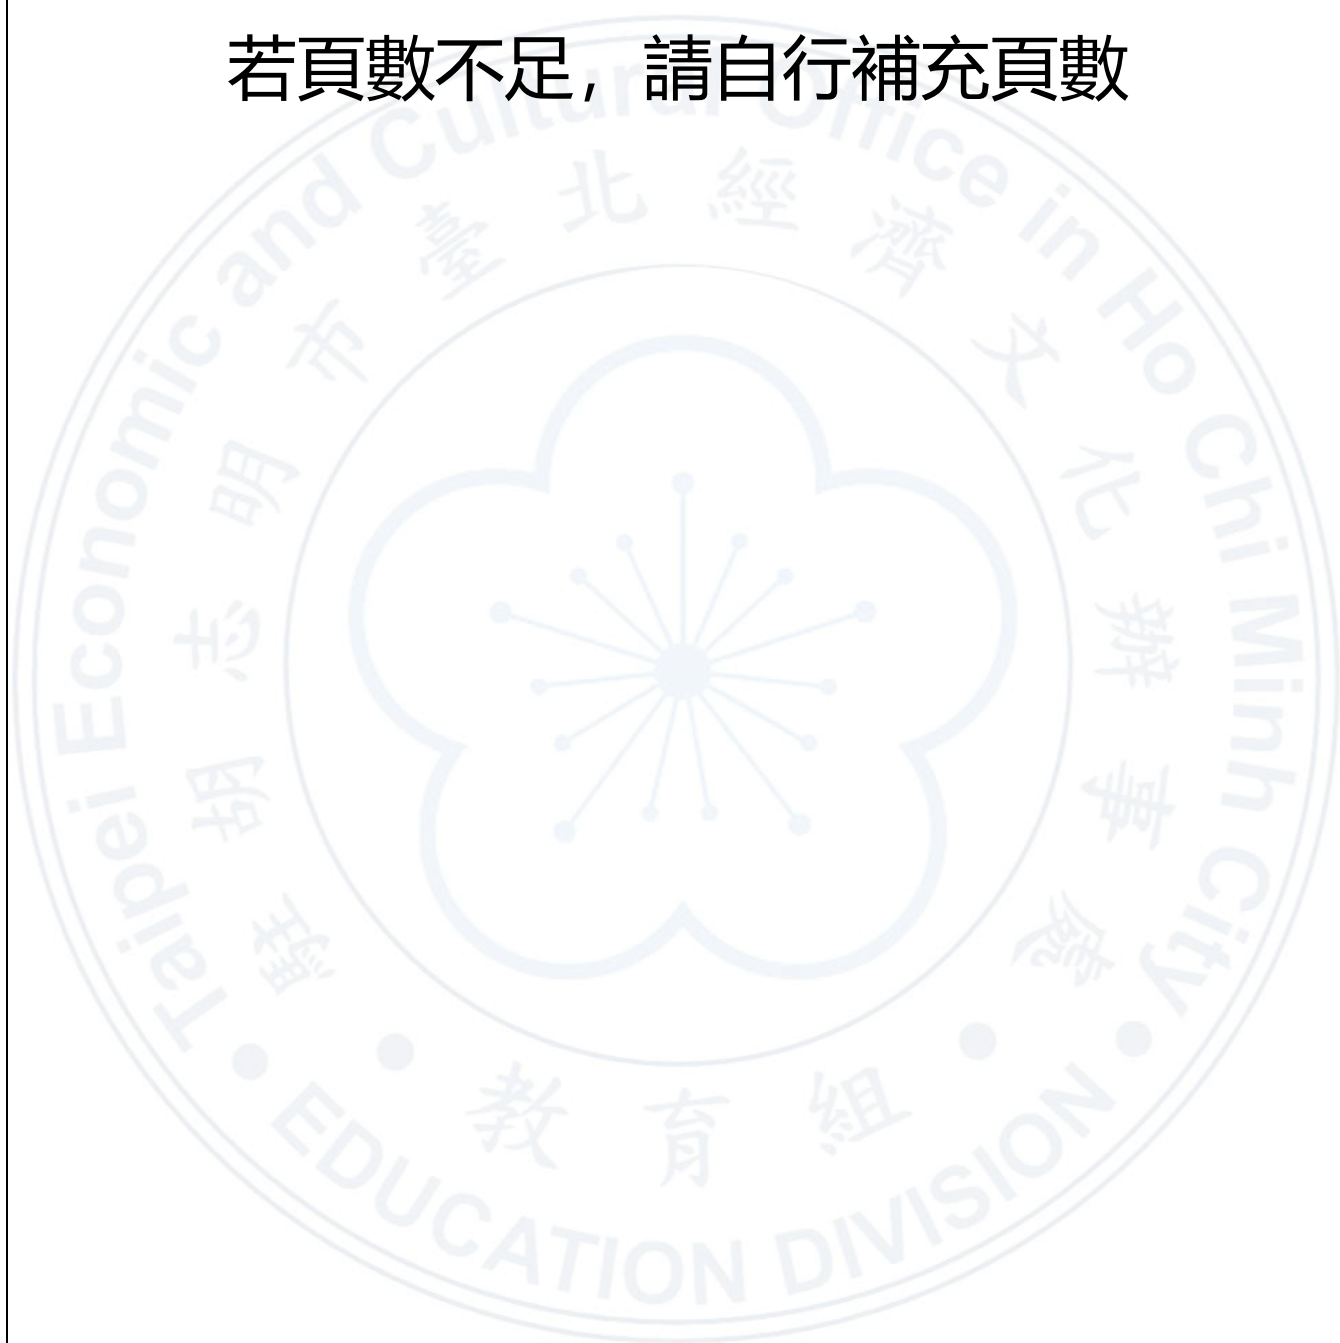 若頁數不足，請自行補充頁數
Taipei Economic and Cultural Office in Ho Chi Minh City
駐胡志明市臺北經濟文化辦事處
教育組
EDUCATION DIVISION